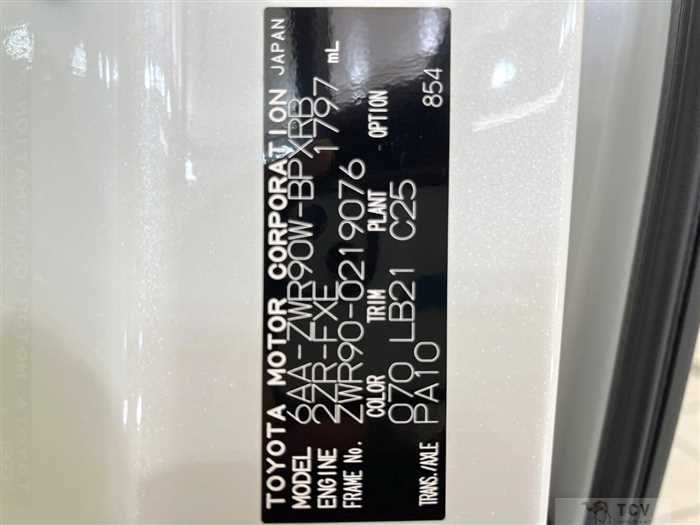 TOYOTA MOTOR CORPORATION JAPAN
MODEL 6AA-ZWR90W-BPXRB
ENGINE 2ZR-FXE 1797 mL
FRAME No. ZWR90-0219076
COLOR TRIM PLANT OPTION
070 LB21 C25 854
TRANS./AXLE PA10
TCV